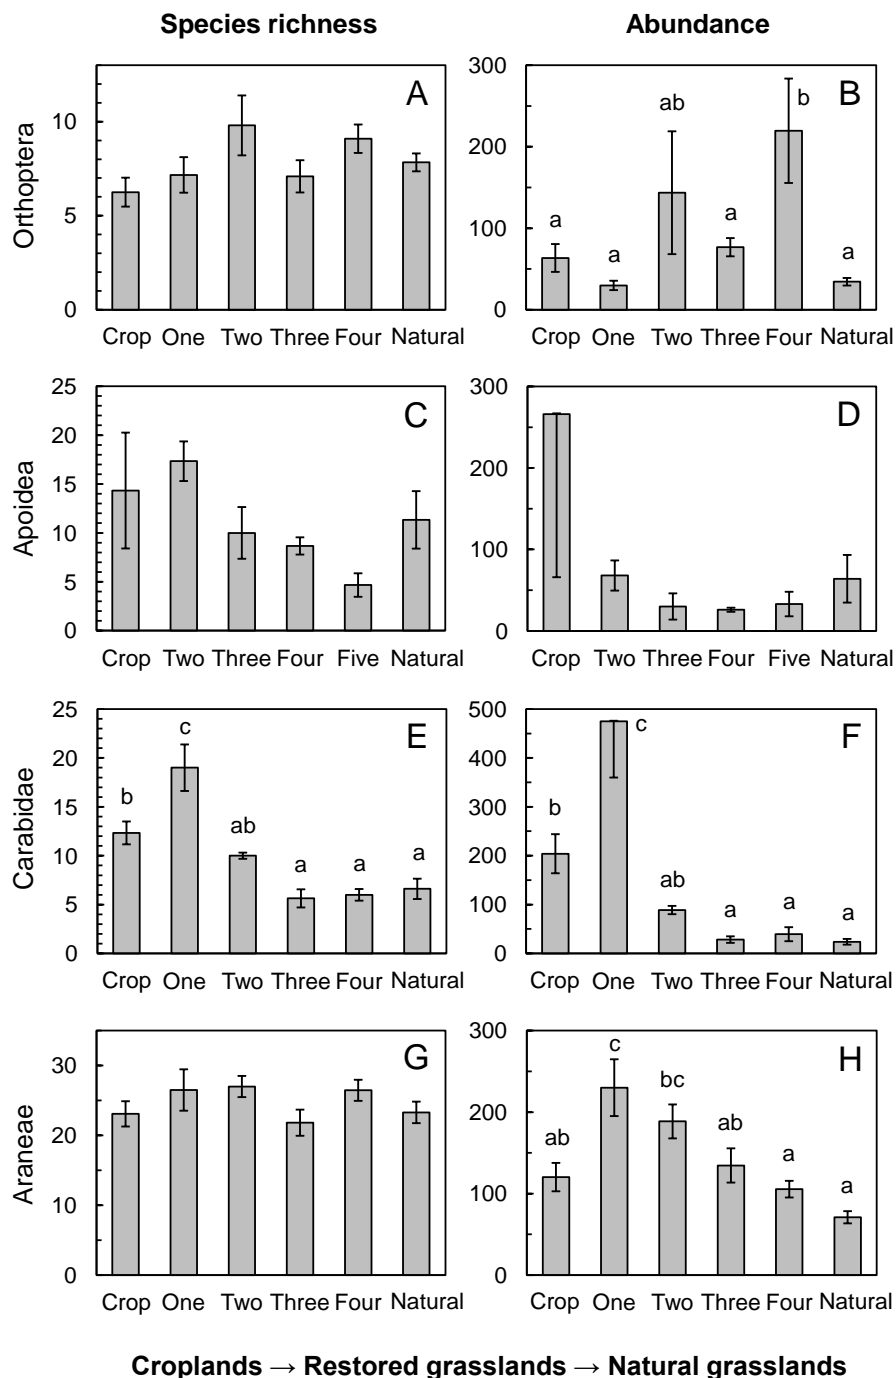 Species richness Abundance
Orthoptera
A
10
5
0
Crop One Two Three Four Natural
B
300
200
100
0
a a ab a b a
Crop One Two Three Four Natural
Apoidea
C
25
20
15
10
5
0
Crop Two Three Four Five Natural
D
300
200
100
0
Crop Two Three Four Five Natural
Carabidae
E
25
20
15
10
5
0
b c ab a a a
Crop One Two Three Four Natural
F
500
400
300
200
100
0
b c ab a a a
Crop One Two Three Four Natural
Araneae
G
30
20
10
0
Crop One Two Three Four Natural
H
300
200
100
0
ab c bc ab a a
Crop One Two Three Four Natural
Croplands → Restored grasslands → Natural grasslands